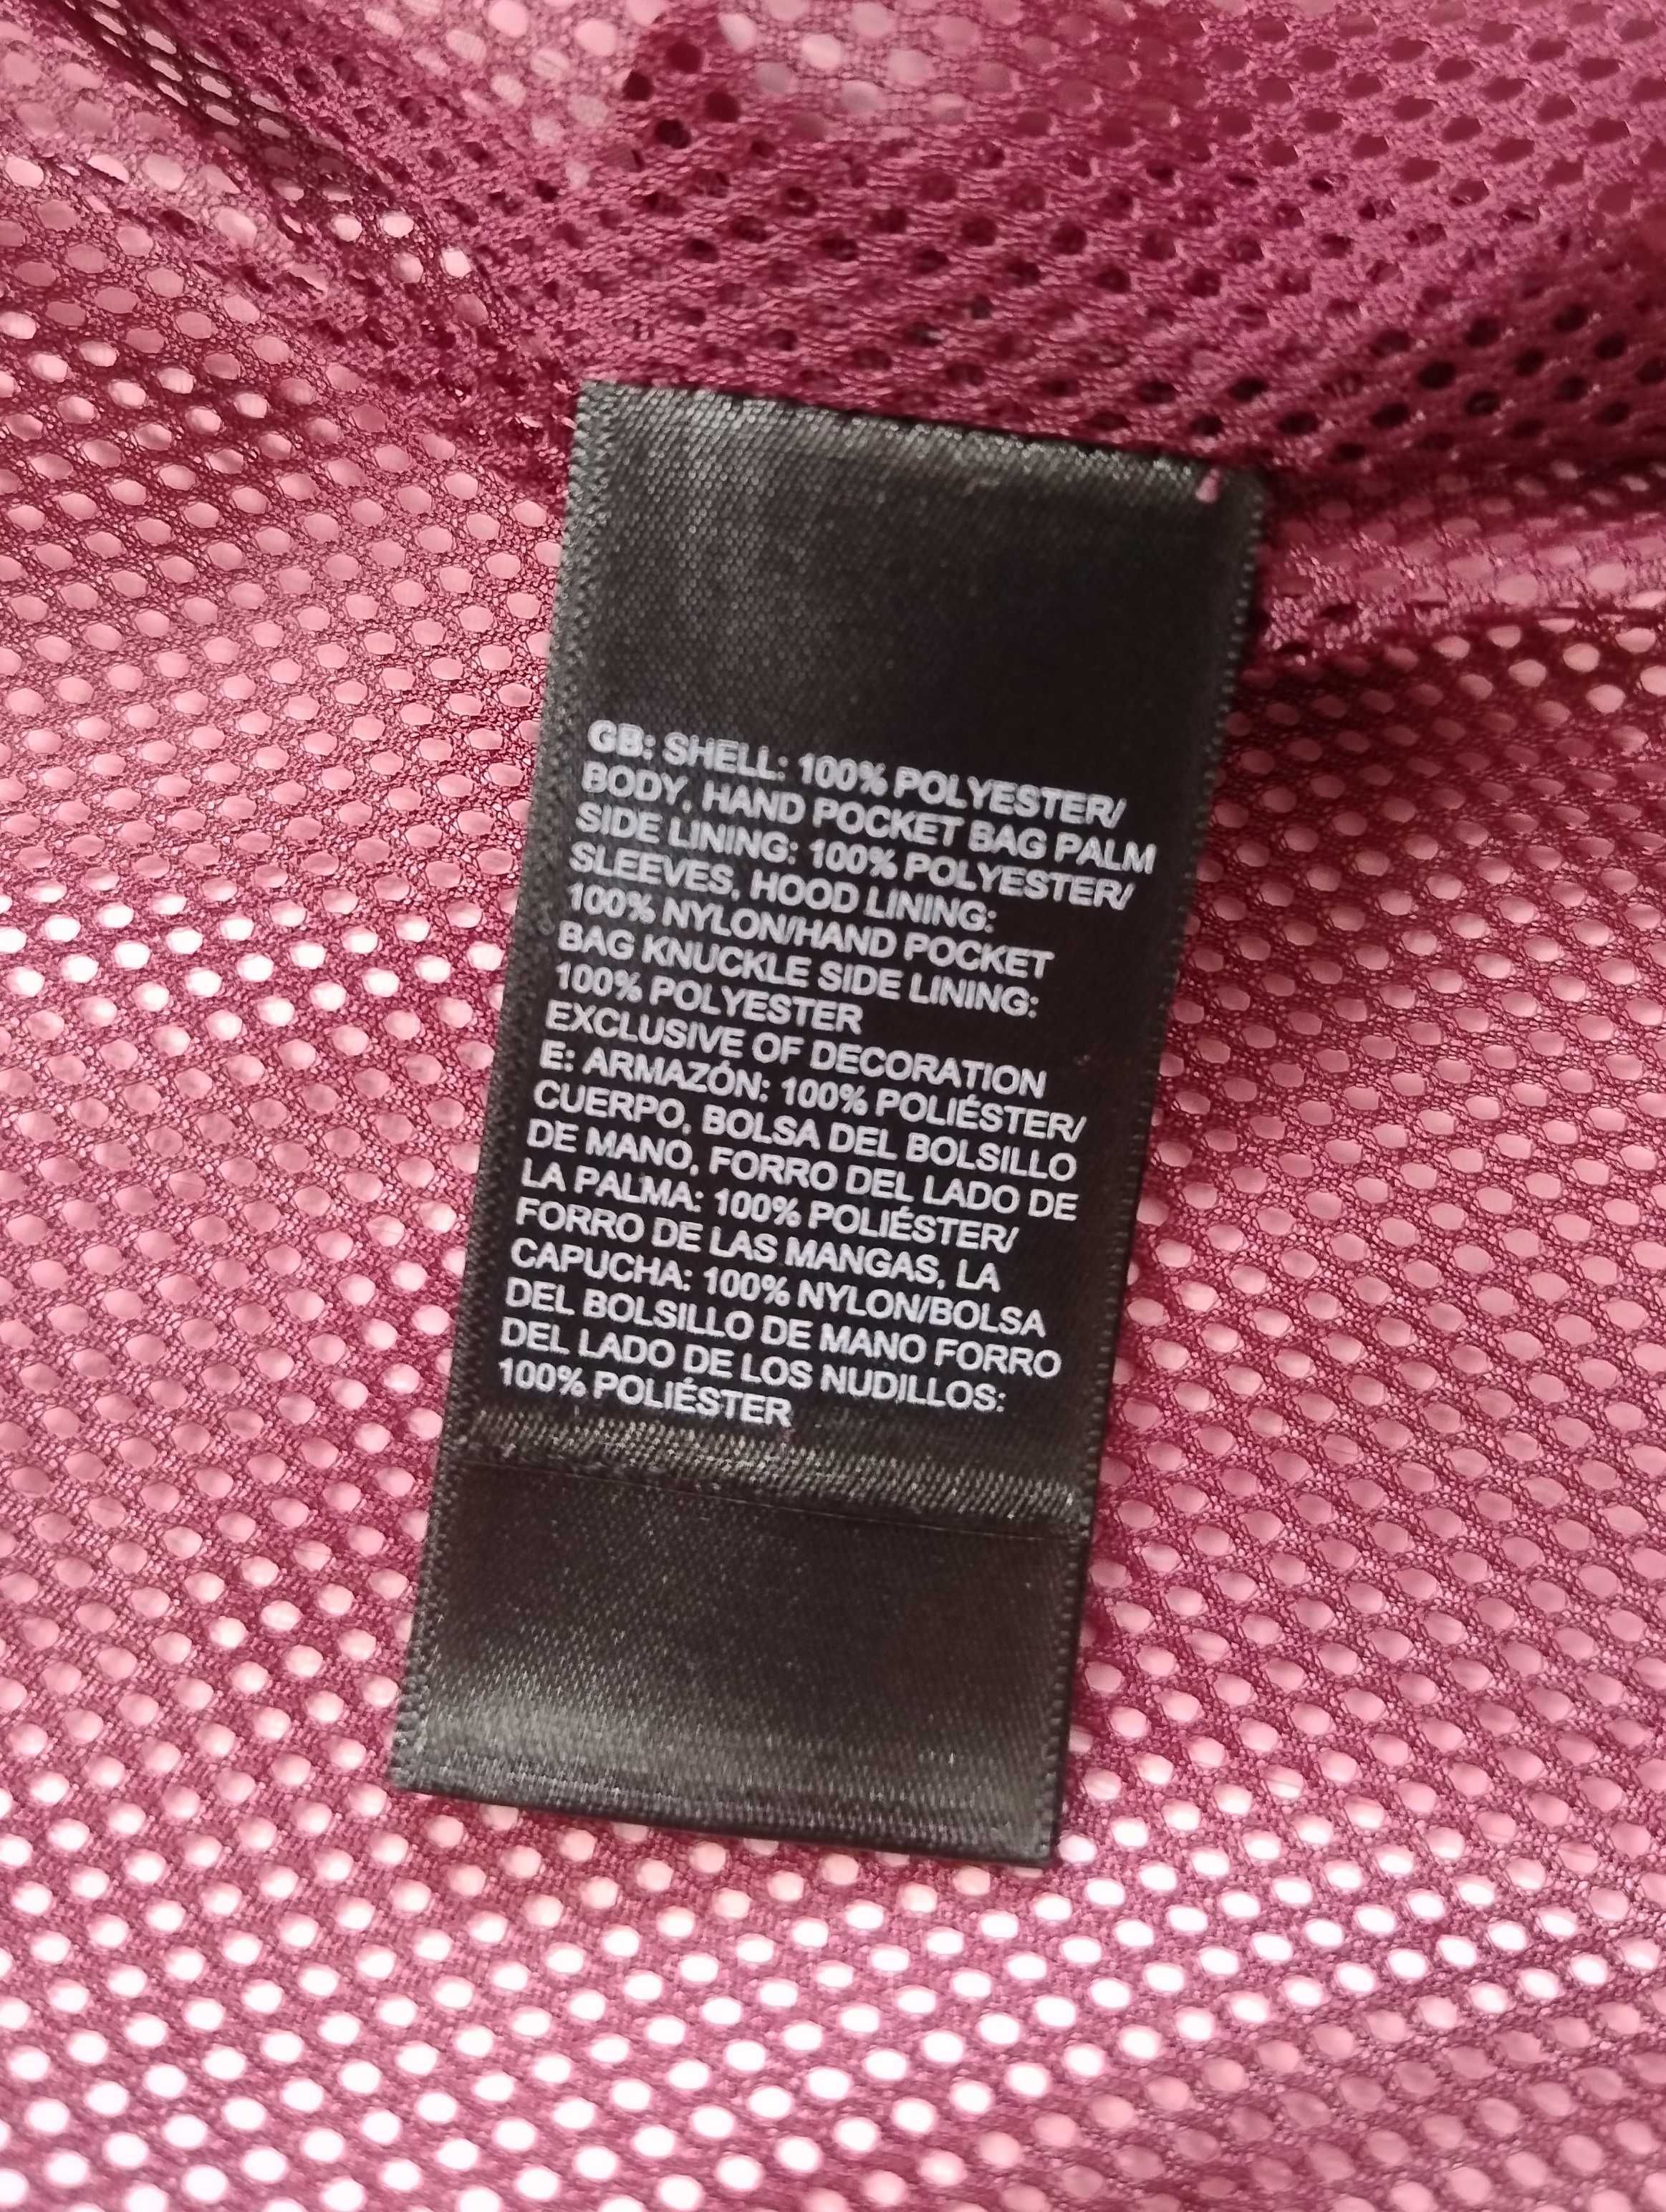 GB: SHELL: 100% POLYESTER/
BODY, HAND POCKET BAG PALM
SIDE LINING: 100% POLYESTER/
SLEEVES, HOOD LINING:
100% NYLON/HAND POCKET
BAG KNUCKLE SIDE LINING:
100% POLYESTER
EXCLUSIVE OF DECORATION
E: ARMAZÓN: 100% POLIÉSTER/
CUERPO, BOLSA DEL BOLSILLO
DE MANO, FORRO DEL LADO DE
LA PALMA: 100% POLIÉSTER/
FORRO DE LAS MANGAS, LA
CAPUCHA: 100% NYLON/BOLSA
DEL BOLSILLO DE MANO FORRO
DEL LADO DE LOS NUDILLOS:
100% POLIÉSTER